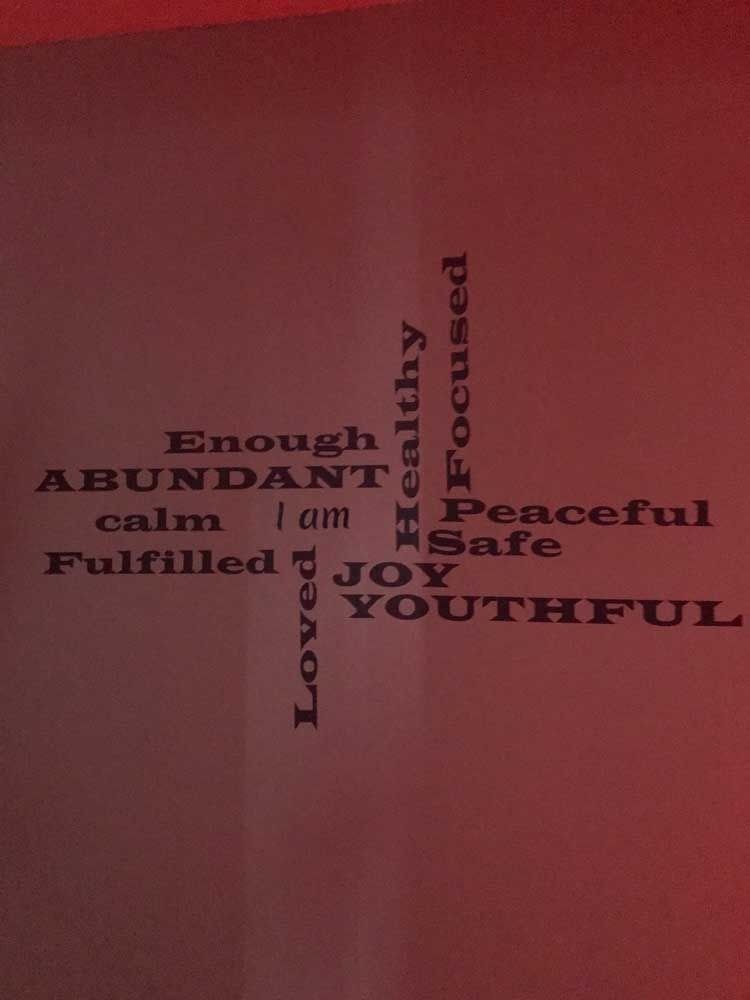 Focused
Healthy
Enough
ABUNDANT
calm
I am
Peaceful
Safe
Fulfilled
Loved
JOY
YOUTHFUL